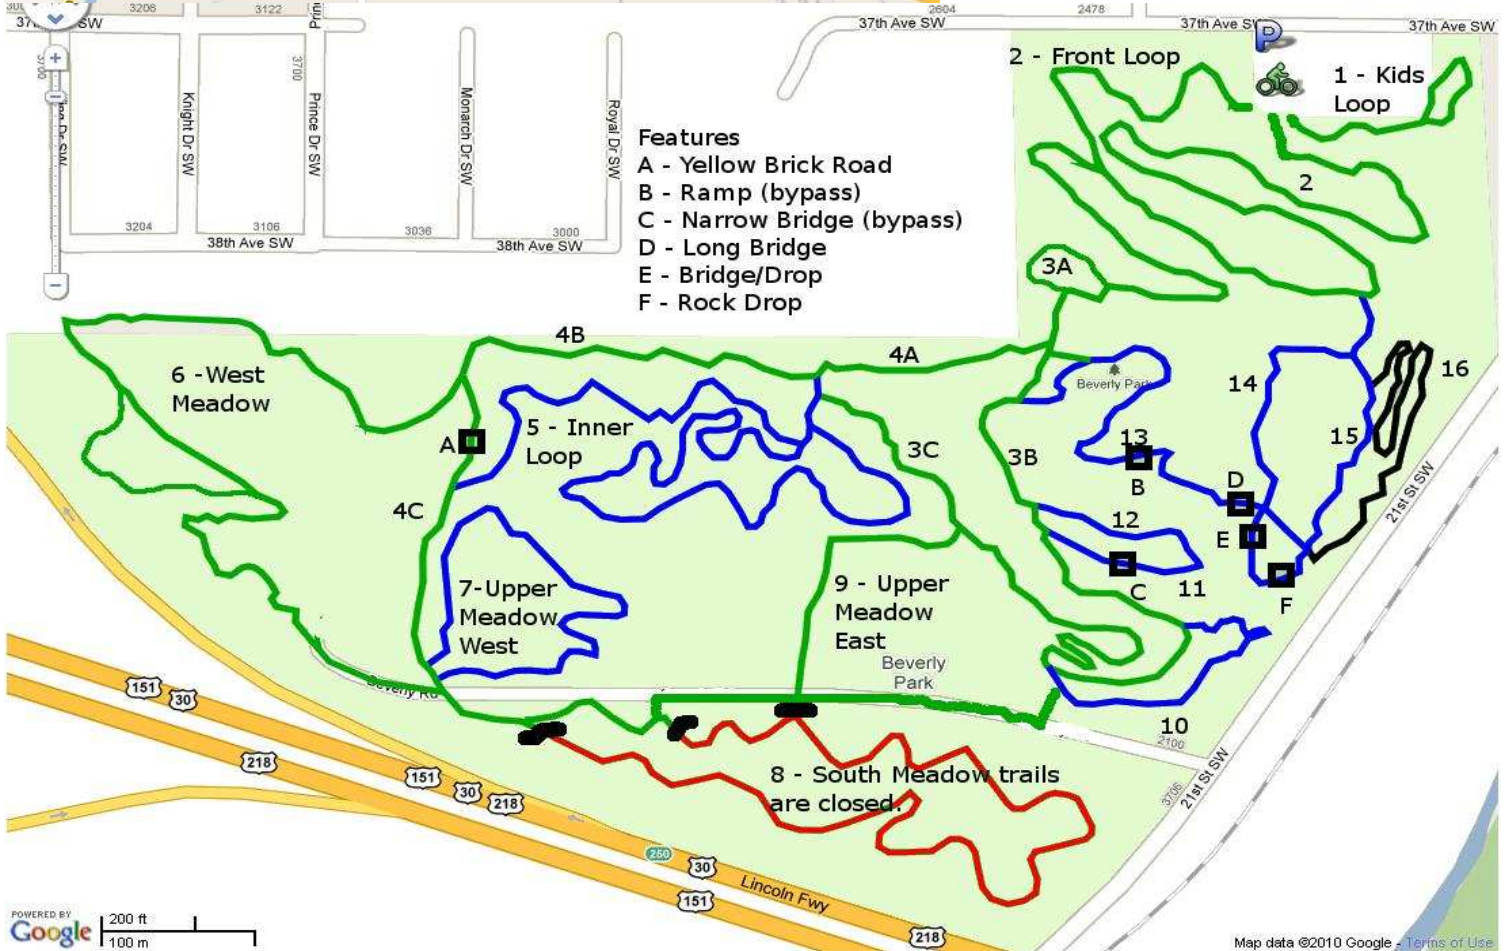 3206
3122
2604
2478
37th Ave SW
37th Ave SW
37th Ave SW
3700
3700
Knight Dr SW
Prince Dr SW
Monarch Dr SW
Royal Dr SW
3204
3106
3036
3000
38th Ave SW
38th Ave SW
P
2 - Front Loop
1 - Kids
Loop
Features
A - Yellow Brick Road
B - Ramp (bypass)
C - Narrow Bridge (bypass)
D - Long Bridge
E - Bridge/Drop
F - Rock Drop
2
3A
4B
4A
6 -West
Meadow
Beverly Park
14
16
A
5 - Inner
Loop
3C
3B
13
15
B
D
4C
12
E
21st St SW
7-Upper
Meadow
West
9 - Upper
Meadow
East
C
11
F
Beverly
Park
Beverly Rd
10
2100
151
30
218
151
30
218
8 - South Meadow trails
are closed.
3706
21st St SW
250
30
Lincoln Fwy
151
218
POWERED BY
Google
200 ft
100 m
Map data ©2010 Google - Terms of Use